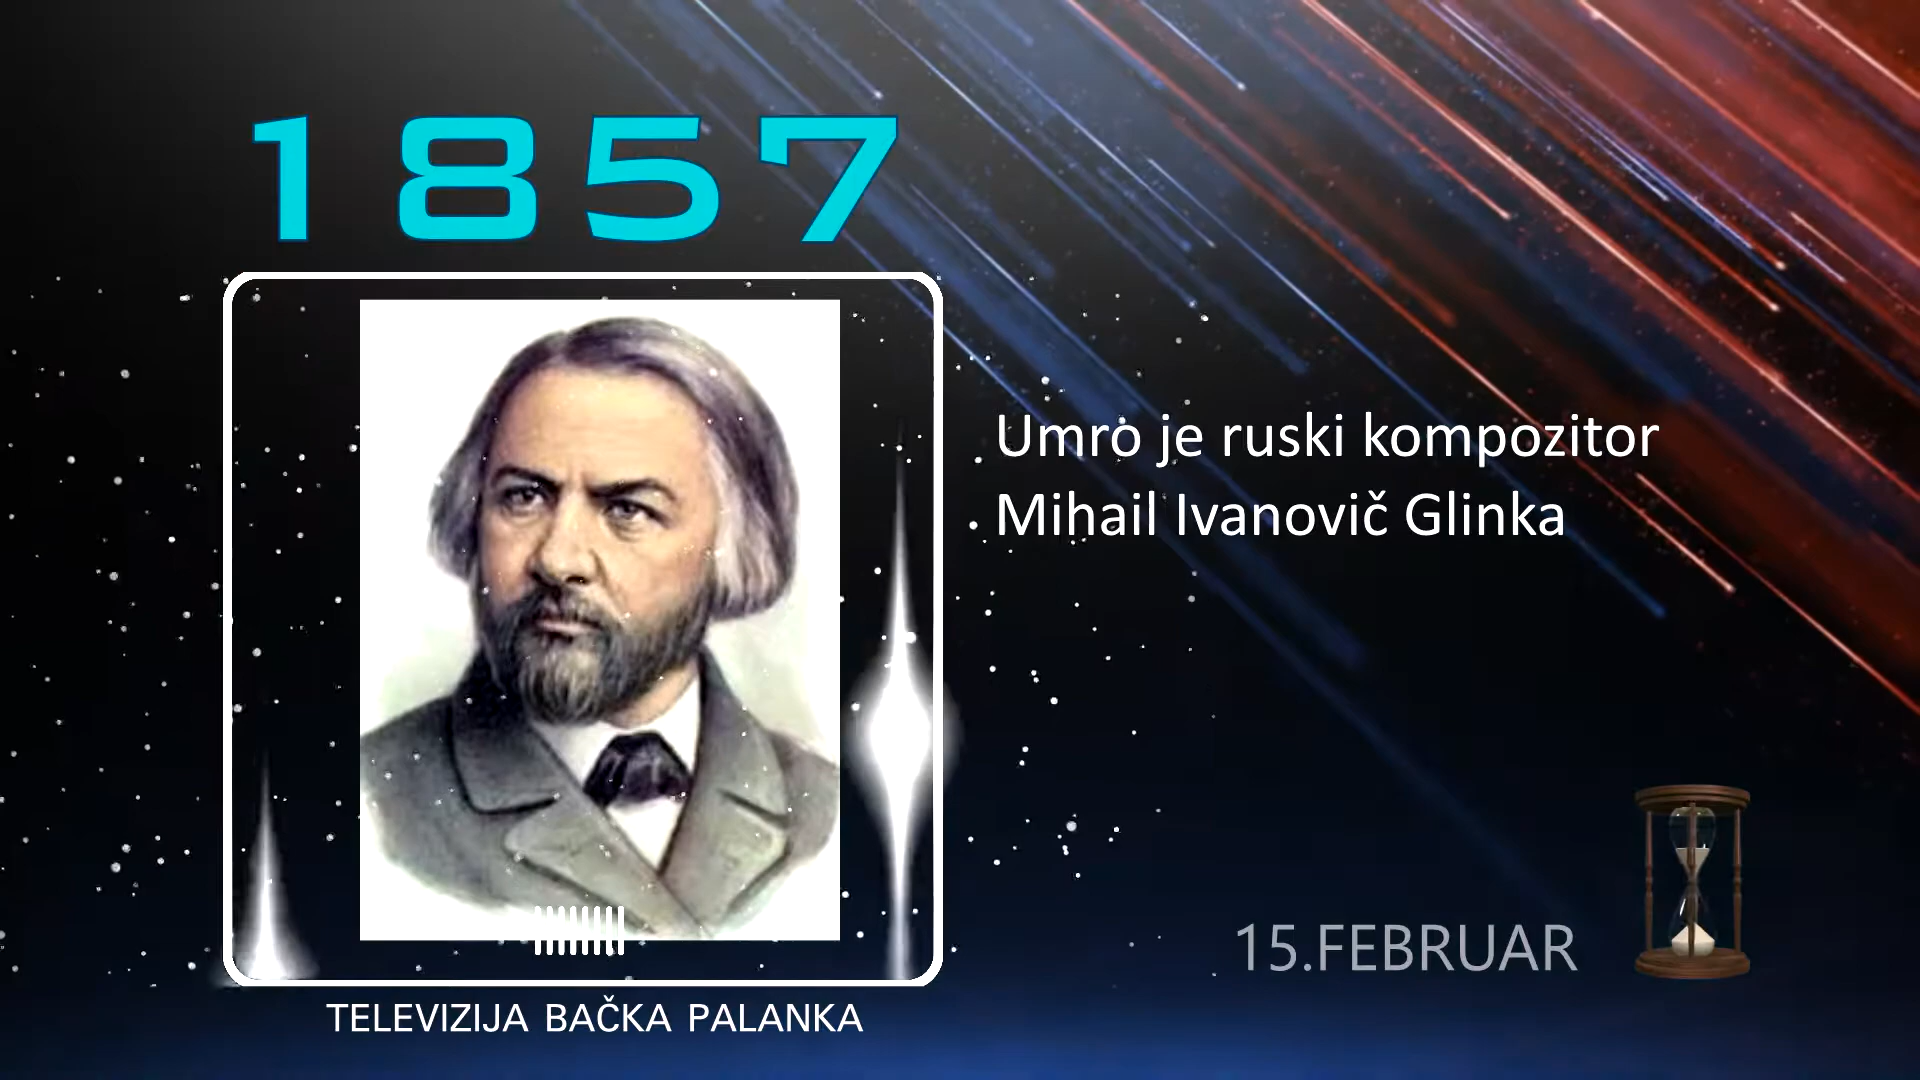 1857
Umro je ruski kompozitor
Mihail Ivanovič Glinka
15.FEBRUAR
TELEVIZIJA BAČKA PALANKA